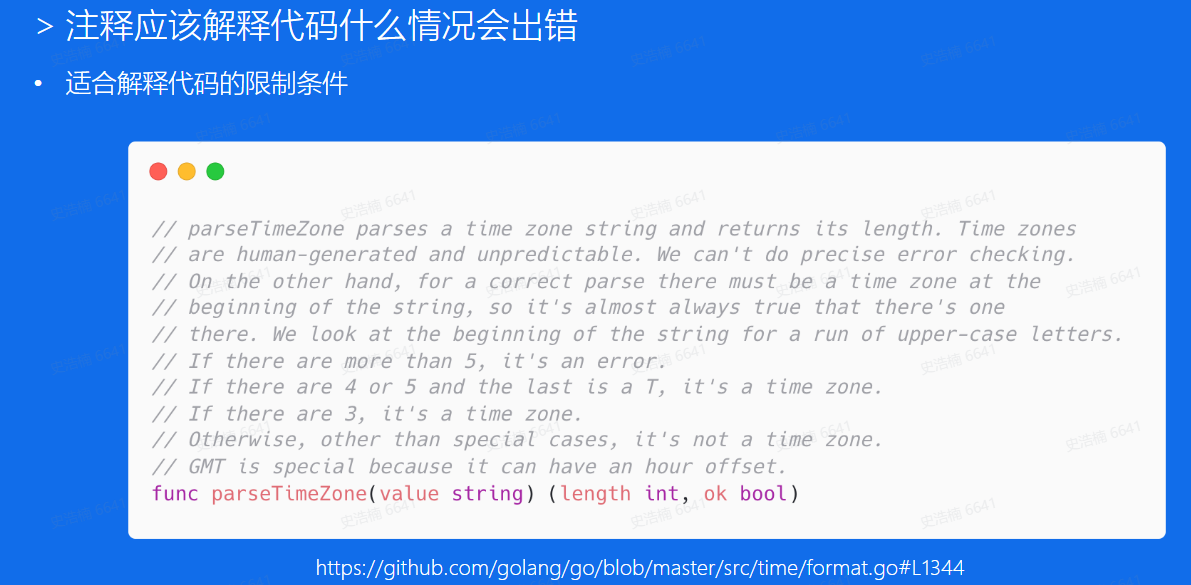 > 注释应该解释代码什么情况会出错
• 适合解释代码的限制条件
// parseTimeZone parses a time zone string and returns its length. Time zones
// are human-generated and unpredictable. We can't do precise error checking.
// On the other hand, for a correct parse there must be a time zone at the
// beginning of the string, so it's almost always true that there's one
// there. We look at the beginning of the string for a run of upper-case letters.
// If there are more than 5, it's an error.
// If there are 4 or 5 and the last is a T, it's a time zone.
// If there are 3, it's a time zone.
// Otherwise, other than special cases, it's not a time zone.
// GMT is special because it can have an hour offset.
func parseTimeZone(value string) (length int, ok bool)
https://github.com/golang/go/blob/master/src/time/format.go#L1344
史浩楠 6641